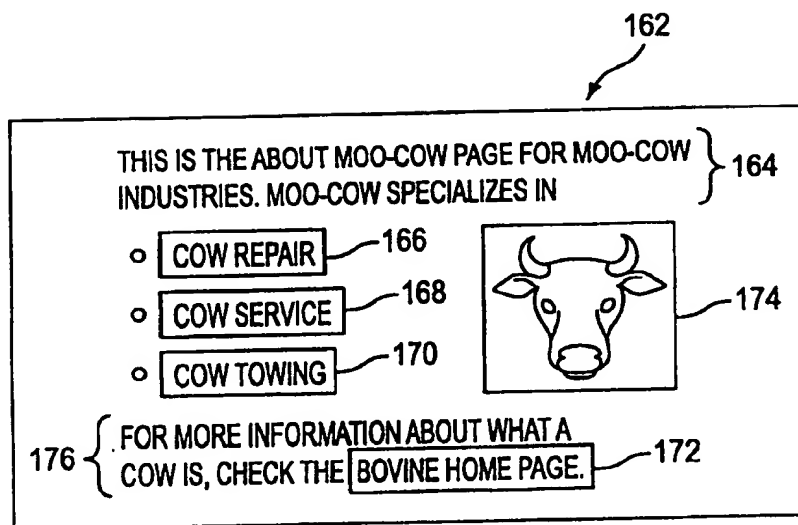 162
THIS IS THE ABOUT MOO-COW PAGE FOR MOO-COW
INDUSTRIES. MOO-COW SPECIALIZES IN
164
COW REPAIR
166
COW SERVICE
168
COW TOWING
170
174
176
FOR MORE INFORMATION ABOUT WHAT A
COW IS, CHECK THE BOVINE HOME PAGE.
172